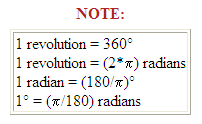 NOTE:
1 revolution = 360°
1 revolution = (2*π) radians
1 radian = (180/π)°
1° = (π/180) radians